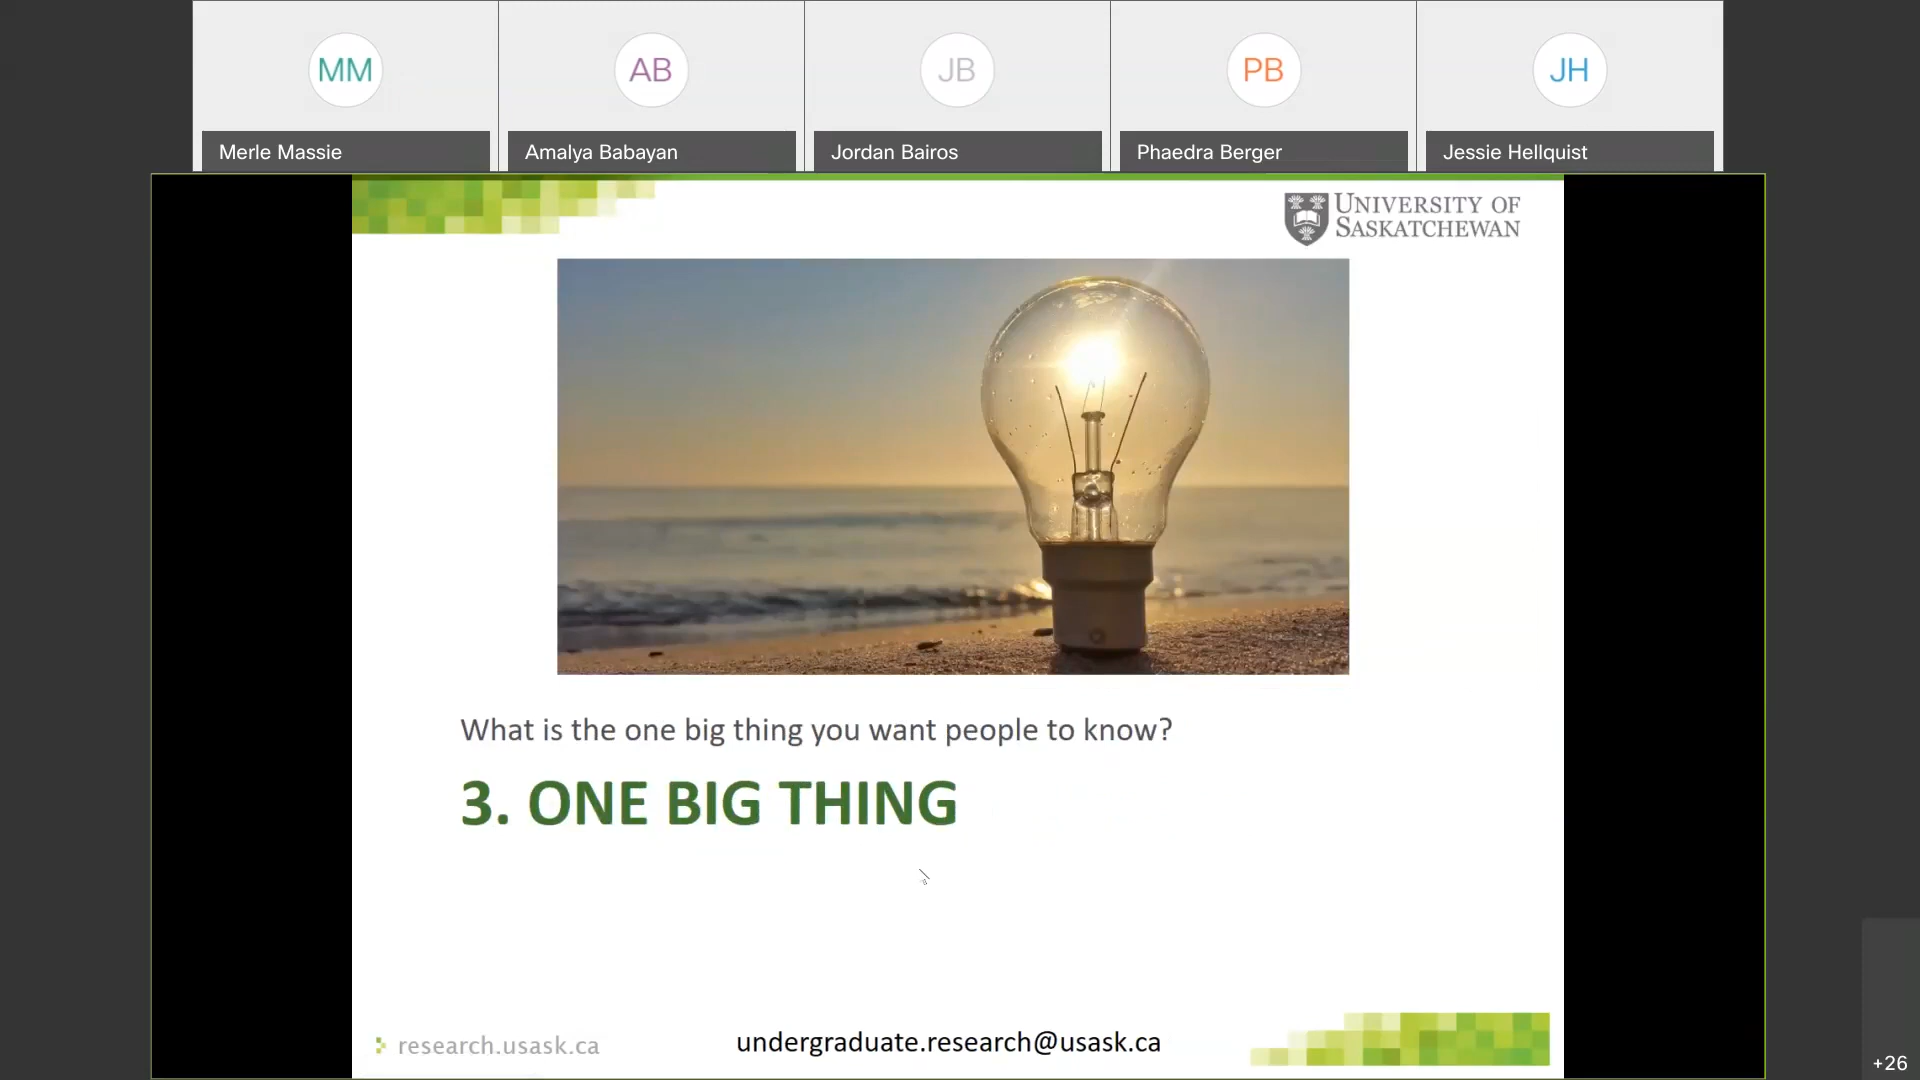 MM
AB
JB
PB
JH
Merle Massie
Amalya Babayan
Jordan Bairos
Phaedra Berger
Jessie Hellquist
UNIVERSITY OF
SASKATCHEWAN
What is the one big thing you want people to know?
3. ONE BIG THING
research.usask.ca
undergraduate.research@usask.ca
+26